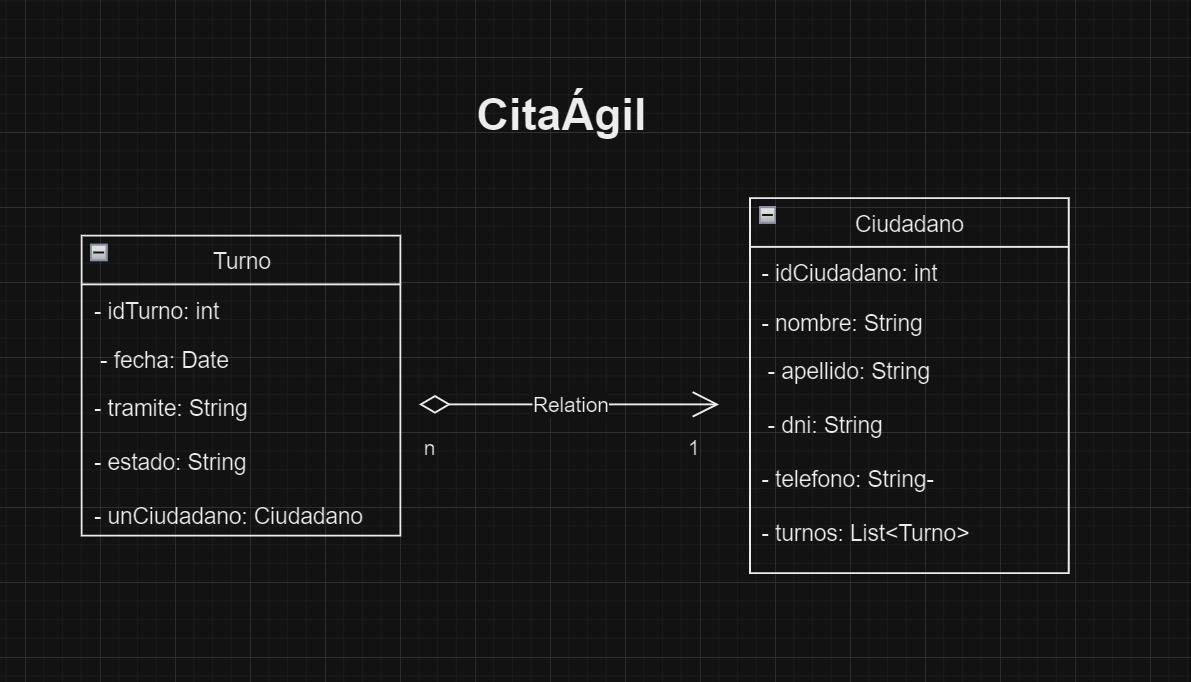 CitaÁgil
Turno
- idTurno: int
- fecha: Date
- tramite: String
- estado: String
- unCiudadano: Ciudadano
Relation
n
1
Ciudadano
- idCiudadano: int
- nombre: String
- apellido: String
- dni: String
- telefono: String-
- turnos: List<Turno>